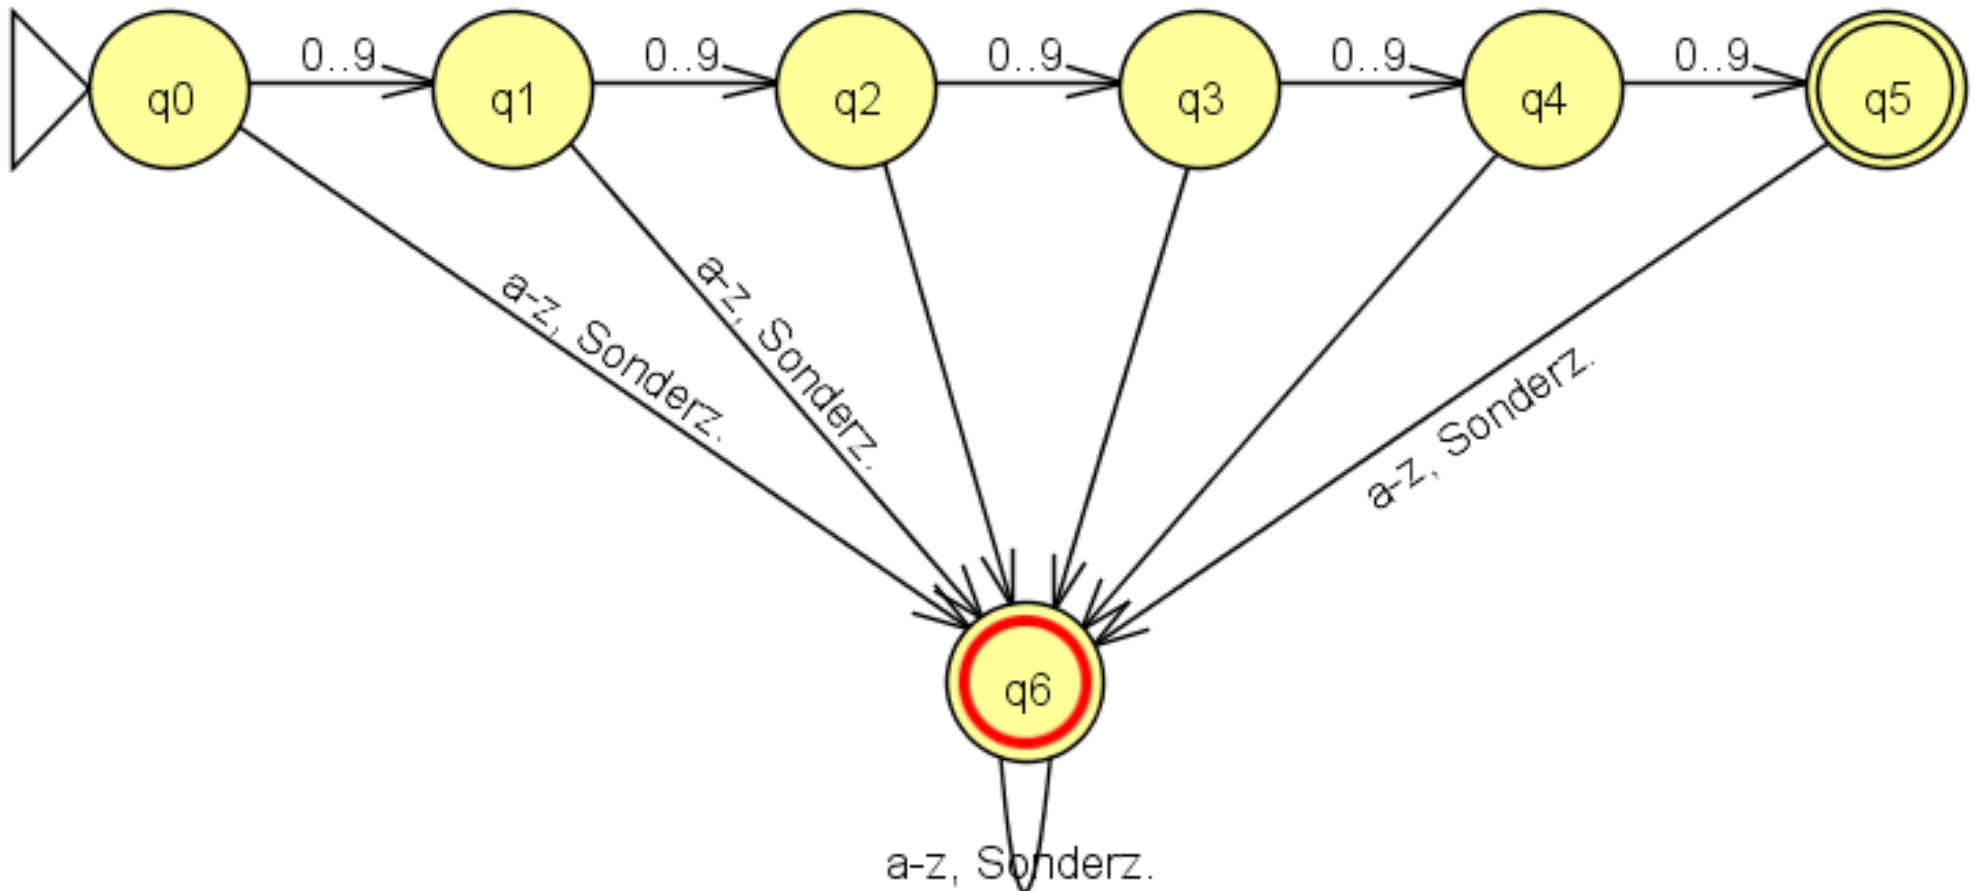 0..9 0..9 0..9 0..9 0..9
q0 q1 q2 q3 q4 q5
a-z, Sonderz.
a-z, Sonderz.
a-z, Sonderz.
q6
a-z, Sonderz.